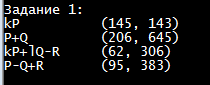 Задание 1:
kP (145, 143)
P+Q (206, 645)
kP+lQ-R (62, 306)
P-Q+R (95, 383)